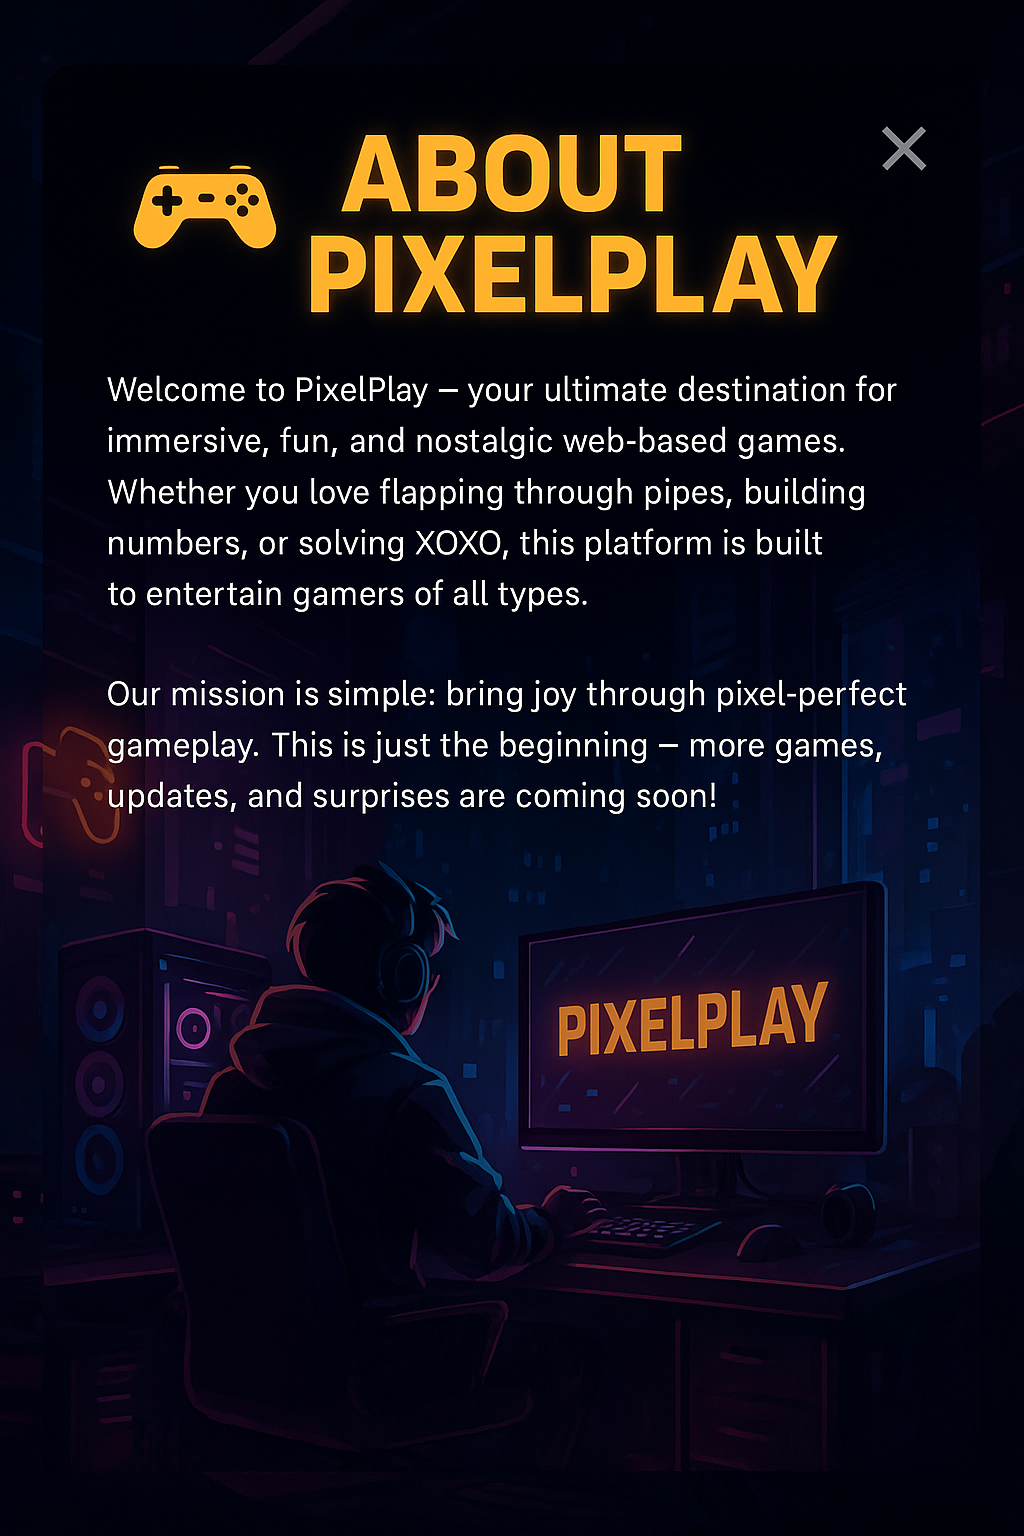 ABOUT
PIXELPLAY
Welcome to PixelPlay – your ultimate destination for
immersive, fun, and nostalgic web-based games.
Whether you love flapping through pipes, building
numbers, or solving XOXO, this platform is built
to entertain gamers of all types.
Our mission is simple: bring joy through pixel-perfect
gameplay. This is just the beginning – more games,
updates, and surprises are coming soon!
PIXELPLAY